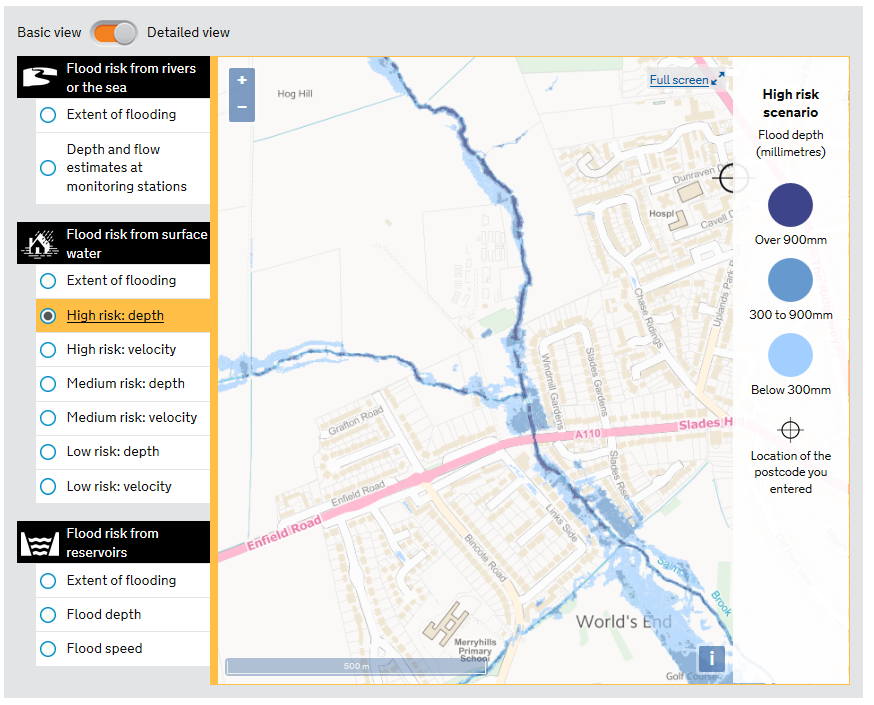 Basic view
Detailed view
Flood risk from rivers
or the sea
Extent of flooding
Depth and flow
estimates at
monitoring stations
Flood risk from surface
water
Extent of flooding
High risk: depth
High risk: velocity
Medium risk: depth
Medium risk: velocity
Low risk: depth
Low risk: velocity
Flood risk from
reservoirs
Extent of flooding
Flood depth
Flood speed
+
−
Hog Hill
Full screen
Dunraven D
Hospl
Cavell
Chase Ridings
Uplands Park
Windmill Gardens
Slades Gardens
Grafton Road
A110
Slades H
Enfield Road
Enfield Road
Slades Rise
Links Side
Bincote Road
Salmo
Brook
World's End
Merryhills
Primary
School
500 m
Golf Course
i
High risk
scenario
Flood depth
(millimetres)
Over 900mm
300 to 900mm
Below 300mm
Location of the
postcode you
entered